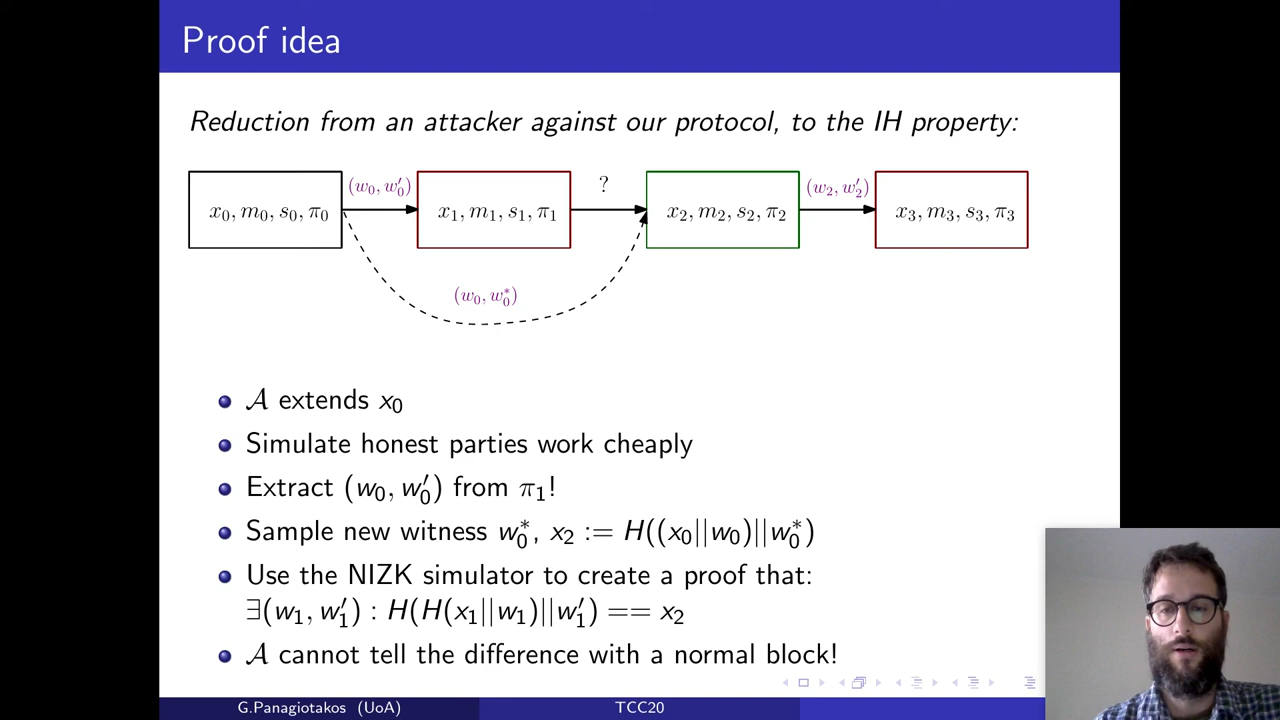 Proof idea
Reduction from an attacker against our protocol, to the IH property:
(w₀, w₀′) ? (w₂, w₂′)
x₀, m₀, s₀, π₀ x₁, m₁, s₁, π₁ x₂, m₂, s₂, π₂ x₃, m₃, s₃, π₃
(w₀, w₀*)
𝒜 extends x₀
Simulate honest parties work cheaply
Extract (w₀, w₀′) from π₁!
Sample new witness w₀*, x₂ := H((x₀||w₀)||w₀*)
Use the NIZK simulator to create a proof that:
∃(w₁, w₁′) : H(H(x₁||w₁)||w₁′) == x₂
𝒜 cannot tell the difference with a normal block!
G.Panagiotakos (UoA) TCC20